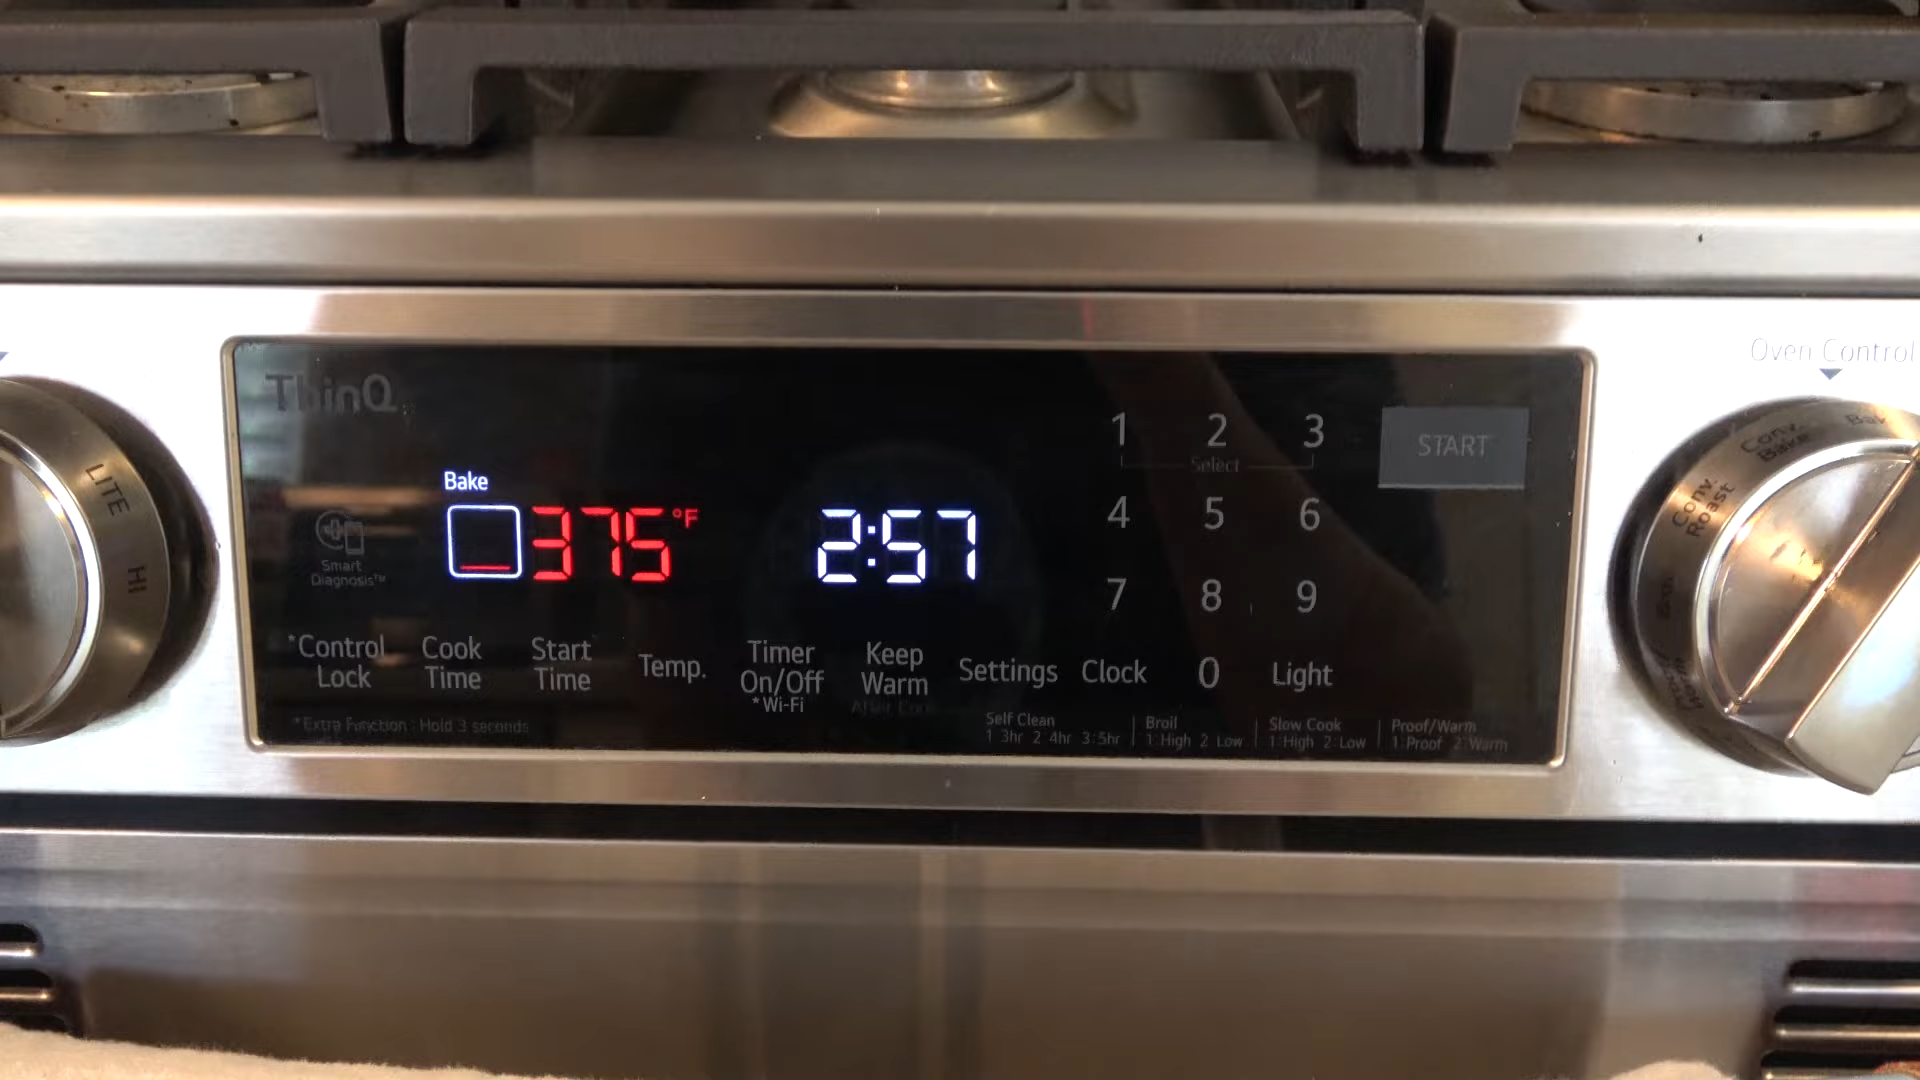 Oven Control
ThinQ
LITE
HI
Bake
375°F
2:57
1 2 3
Select
START
4 5 6
7 8 9
Smart
Diagnosis™
*Control
Lock
Cook
Time
Start
Time
Temp.
Timer
On/Off
*Wi-Fi
Keep
Warm
Settings
Clock
0
Light
*Extra Function : Hold 3 seconds
Self Clean
1:3hr 2:4hr 3:5hr
Broil
1:High 2:Low
Slow Cook
1:High 2:Low
Proof/Warm
1:Proof 2:Warm
Conv.
Bake
Conv.
Roast